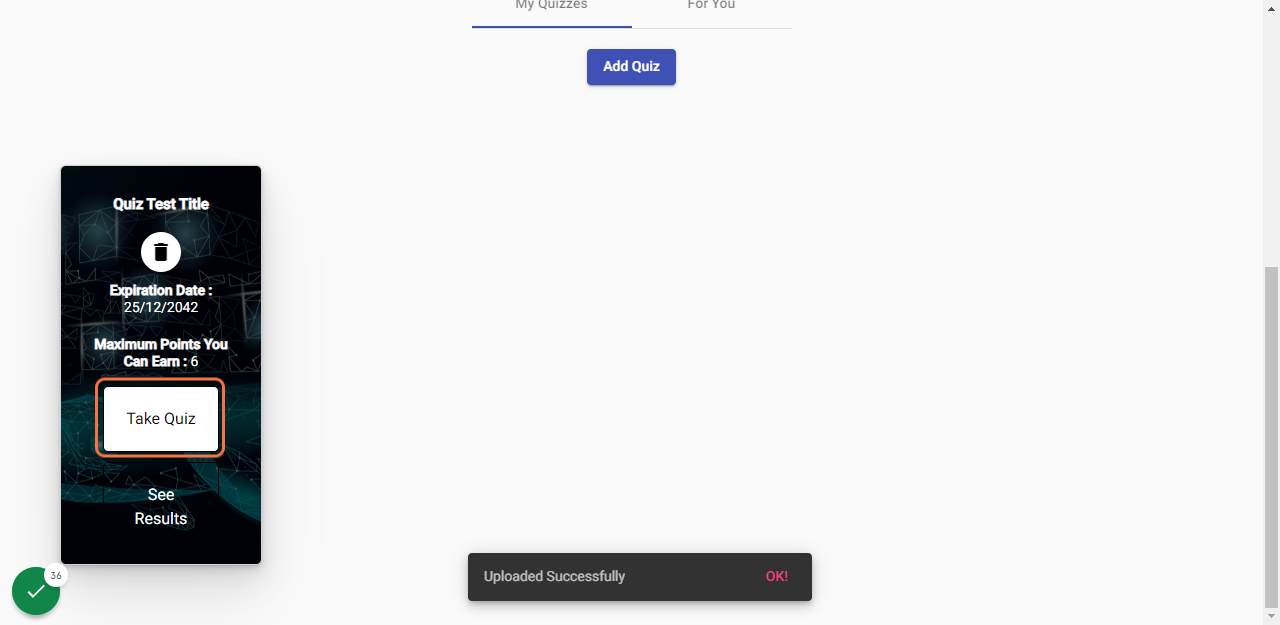 My Quizzes
For You
Add Quiz
Quiz Test Title
Expiration Date :
25/12/2042
Maximum Points You
Can Earn : 6
Take Quiz
See
Results
36
Uploaded Successfully
OK!